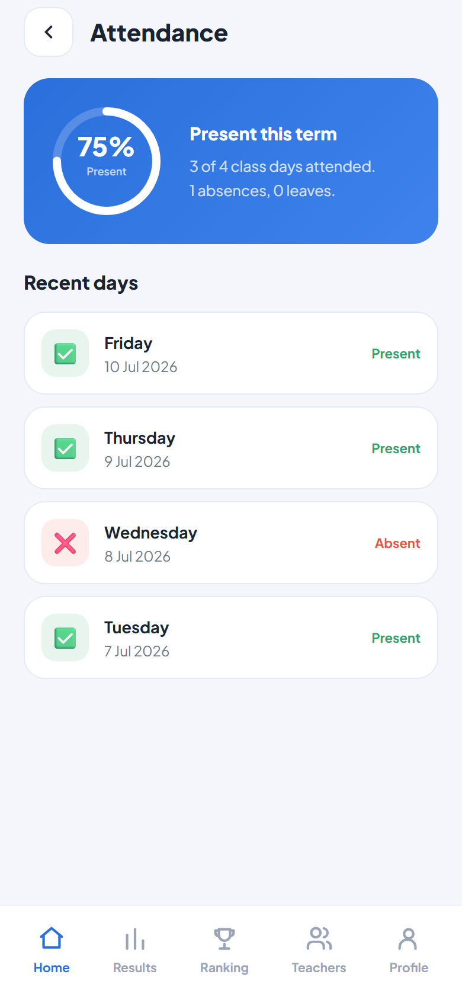 Attendance
75%
Present
Present this term
3 of 4 class days attended.
1 absences, 0 leaves.
Recent days
Friday
10 Jul 2026
Present
Thursday
9 Jul 2026
Present
Wednesday
8 Jul 2026
Absent
Tuesday
7 Jul 2026
Present
Home
Results
Ranking
Teachers
Profile